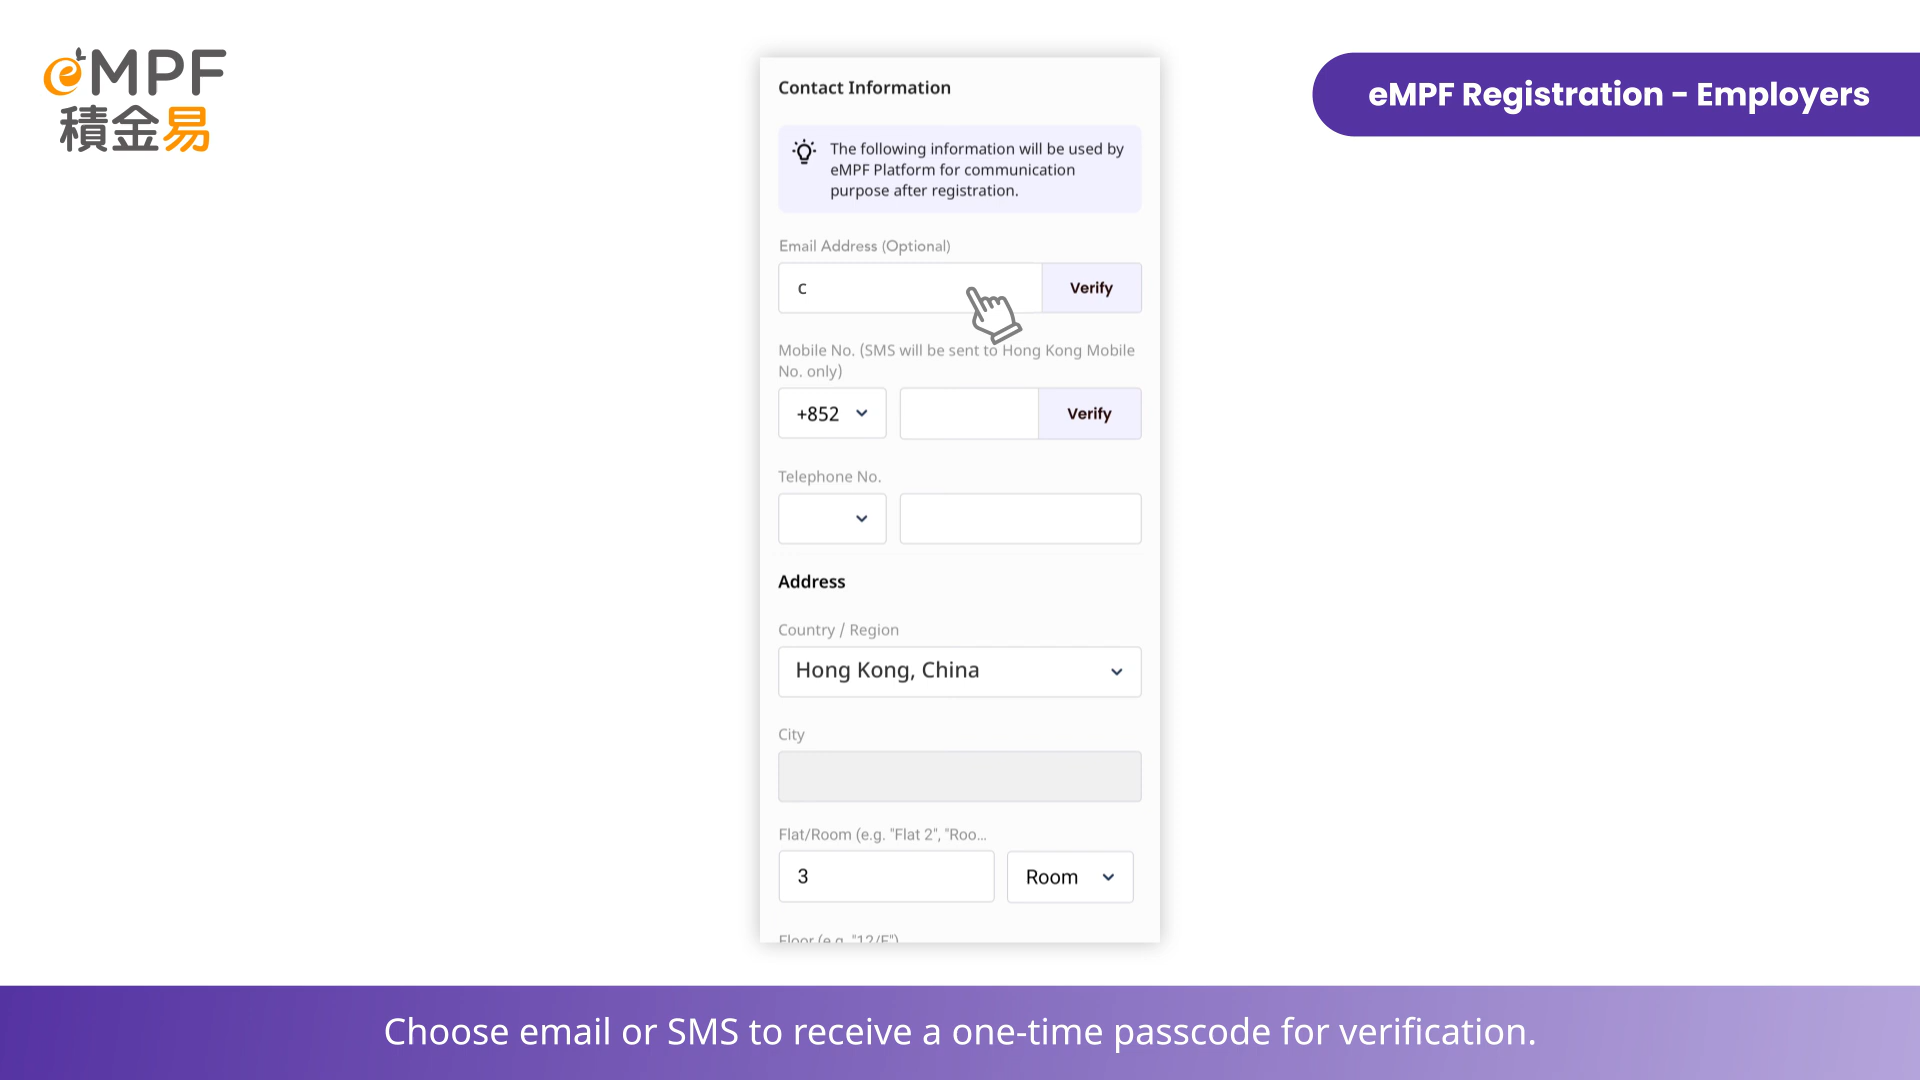 eMPF
積金易
eMPF Registration - Employers
Contact Information
The following information will be used by
eMPF Platform for communication
purpose after registration.
Email Address (Optional)
c
Verify
Mobile No. (SMS will be sent to Hong Kong Mobile
No. only)
+852
Verify
Telephone No.
Address
Country / Region
Hong Kong, China
City
Flat/Room (e.g. "Flat 2", "Roo...
3
Room
Floor (e.g. "12/F")
Choose email or SMS to receive a one-time passcode for verification.